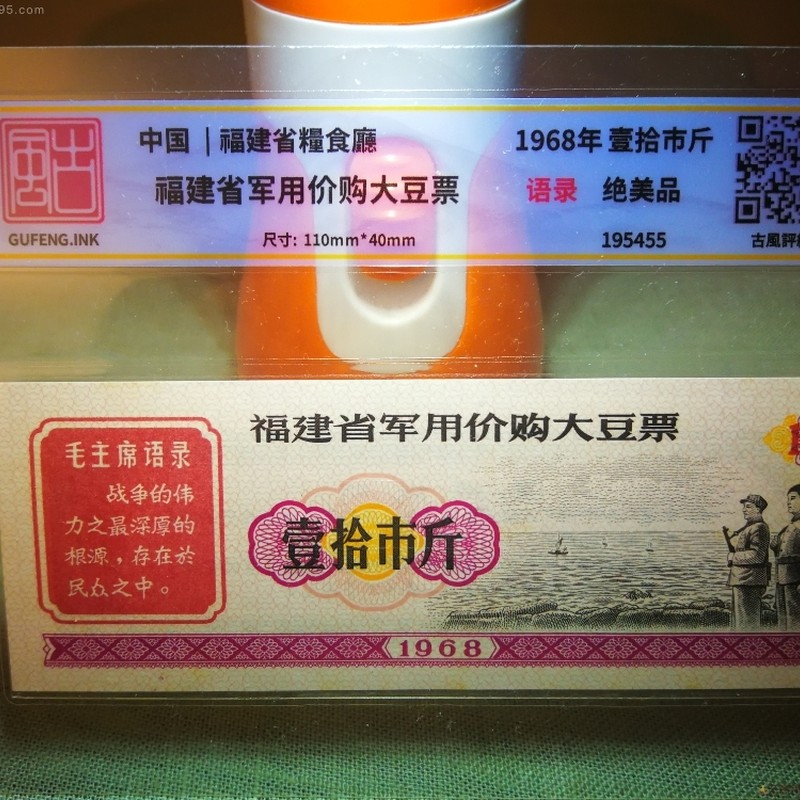 95.com
中国 | 福建省糧食廳
1968年 壹拾市斤
福建省军用价购大豆票
语录 绝美品
GUFENG.INK
尺寸: 110mm*40mm
195455
古風評
福建省军用价购大豆票
毛主席语录
战争的伟
力之最深厚的
根源，存在於
民众之中。
壹拾市斤
1968